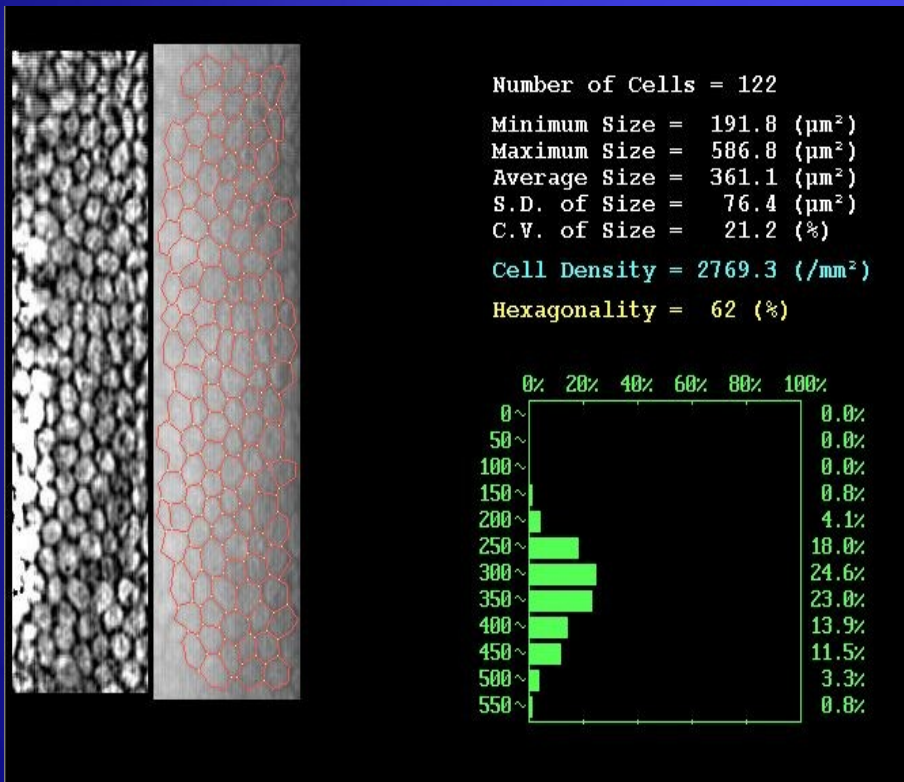 Number of Cells = 122
Minimum Size = 191.8 (µm²)
Maximum Size = 586.8 (µm²)
Average Size = 361.1 (µm²)
S.D. of Size = 76.4 (µm²)
C.V. of Size = 21.2 (%)
Cell Density = 2769.3 (/mm²)
Hexagonality = 62 (%)
0% 20% 40% 60% 80% 100%
0~ 0.0%
50~ 0.0%
100~ 0.0%
150~ 0.8%
200~ 4.1%
250~ 18.0%
300~ 24.6%
350~ 23.0%
400~ 13.9%
450~ 11.5%
500~ 3.3%
550~ 0.8%